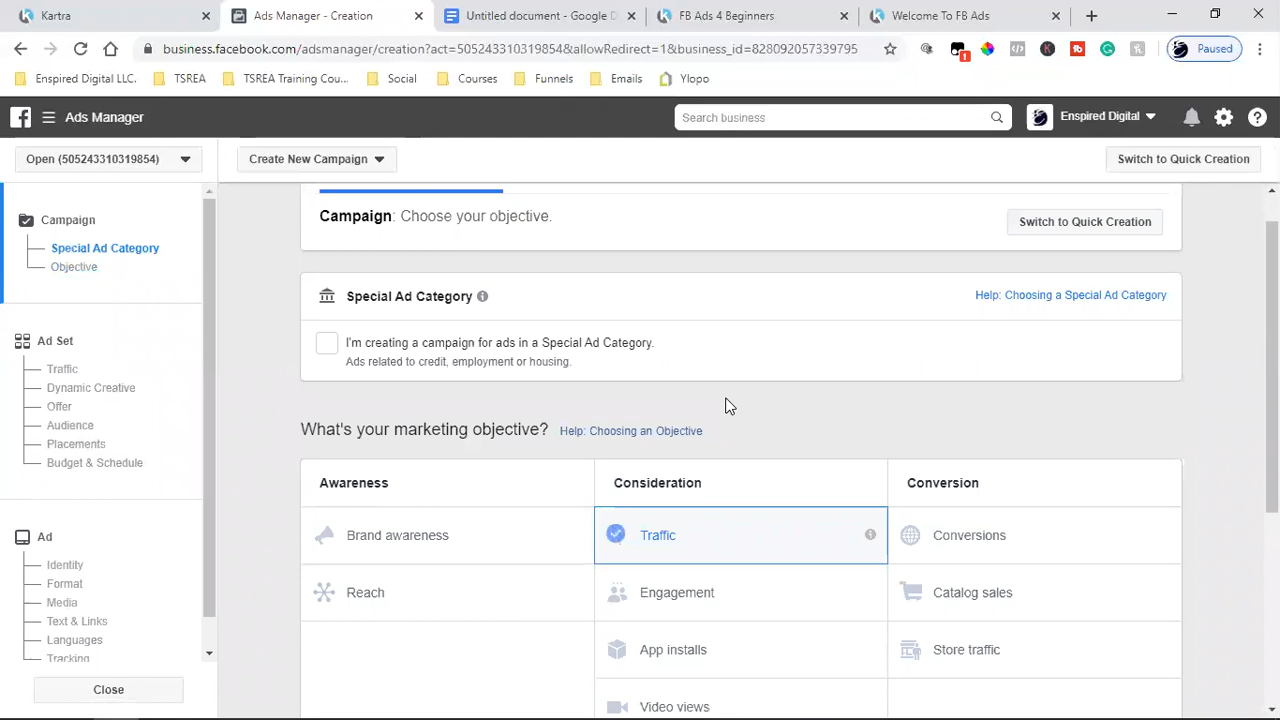 Kartra
Ads Manager - Creation
Untitled document - Google D
FB Ads 4 Beginners
Welcome To FB Ads
business.facebook.com/adsmanager/creation?act=505243310319854&allowRedirect=1&business_id=828092057339795
Paused
Enspired Digital LLC.
TSREA
TSREA Training Cou...
Social
Courses
Funnels
Emails
Ylopo
Ads Manager
Search business
Enspired Digital
Open (505243310319854)
Create New Campaign
Switch to Quick Creation
Campaign
Special Ad Category
Objective
Ad Set
Traffic
Dynamic Creative
Offer
Audience
Placements
Budget & Schedule
Ad
Identity
Format
Media
Text & Links
Languages
Tracking
Close
Campaign: Choose your objective.
Switch to Quick Creation
Special Ad Category
Help: Choosing a Special Ad Category
I'm creating a campaign for ads in a Special Ad Category.
Ads related to credit, employment or housing.
What's your marketing objective? Help: Choosing an Objective
Awareness
Consideration
Conversion
Brand awareness
Traffic
Conversions
Reach
Engagement
Catalog sales
App installs
Store traffic
Video views